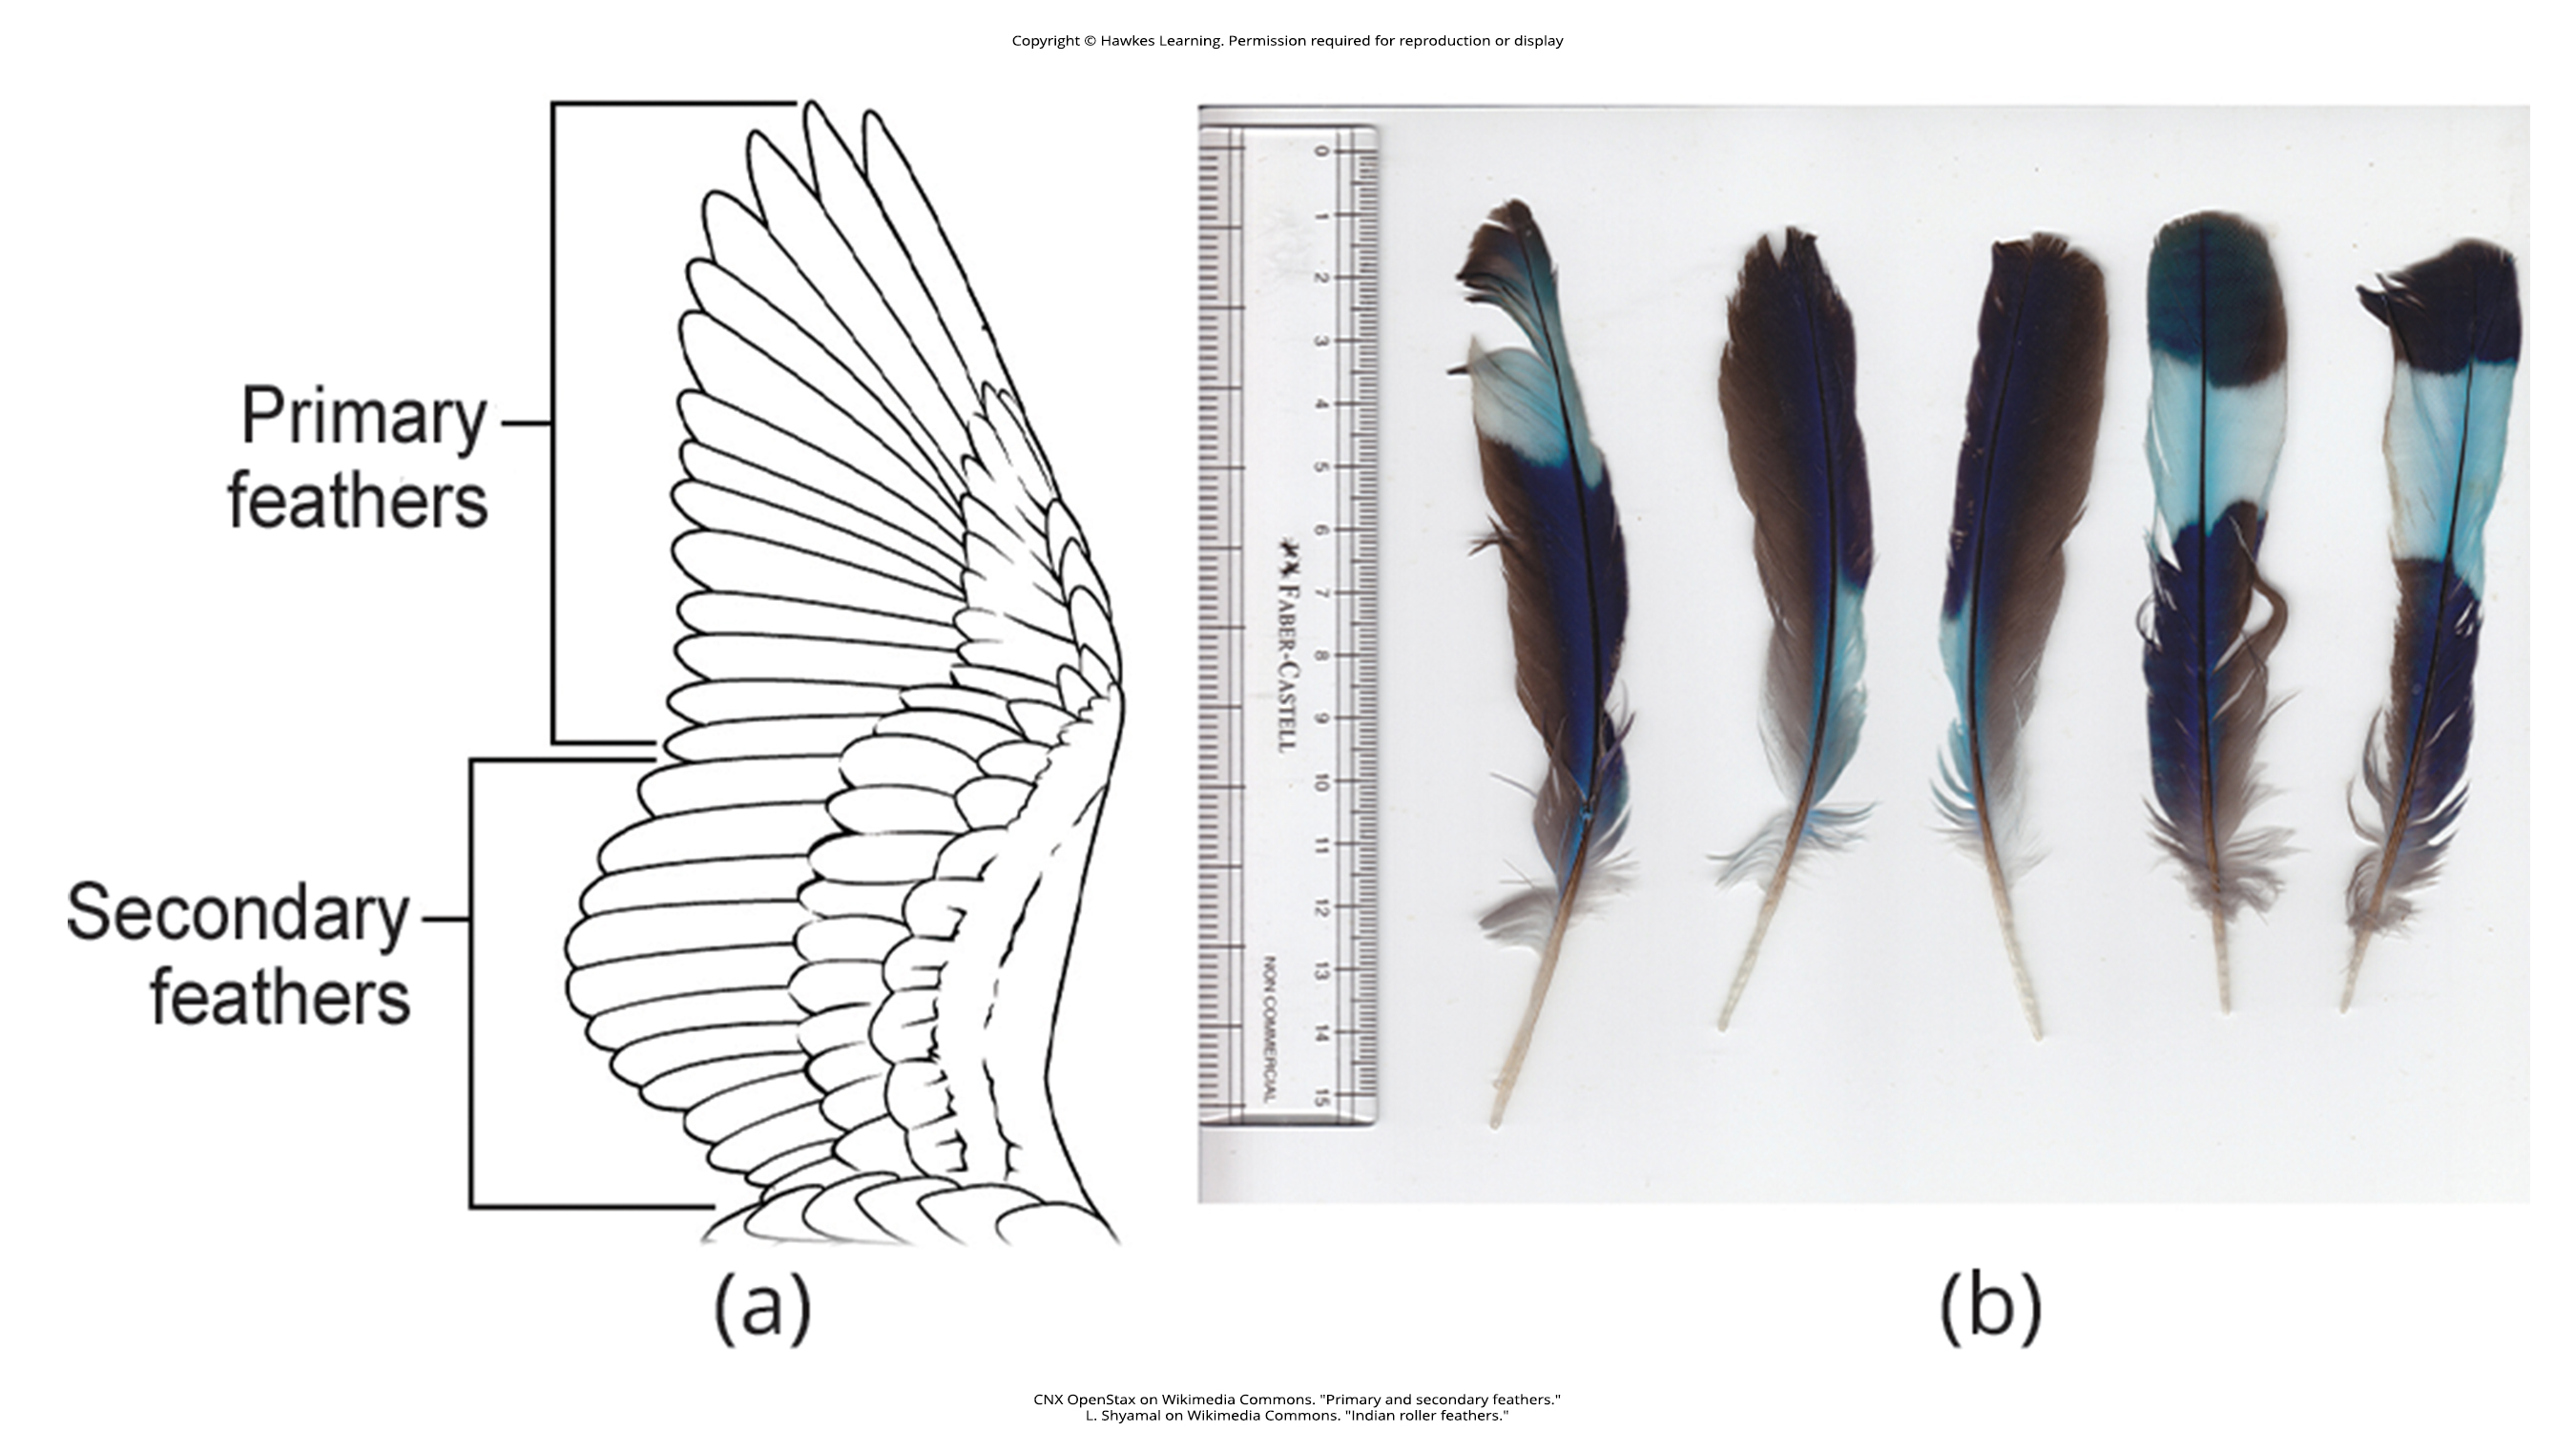 Copyright © Hawkes Learning. Permission required for reproduction or display
Primary
feathers
Secondary
feathers
(a)
0
1
2
3
4
5
6
7
8
9
10
11
12
13
14
15
FABER-CASTELL
NON COMMERCIAL
(b)
CNX OpenStax on Wikimedia Commons. "Primary and secondary feathers."
L. Shyamal on Wikimedia Commons. "Indian roller feathers."